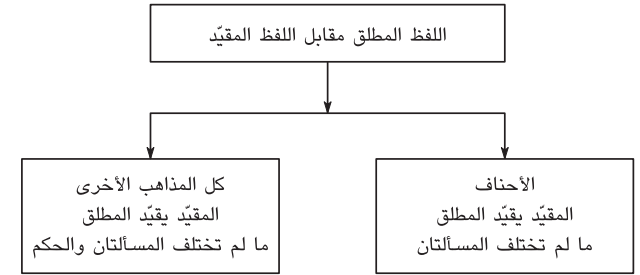 اللفظ المطلق مقابل اللفظ المقيّد
الأحناف
المقيّد يقيّد المطلق
ما لم تختلف المسألتان
كل المذاهب الأخرى
المقيّد يقيّد المطلق
ما لم تختلف المسألتان والحكم